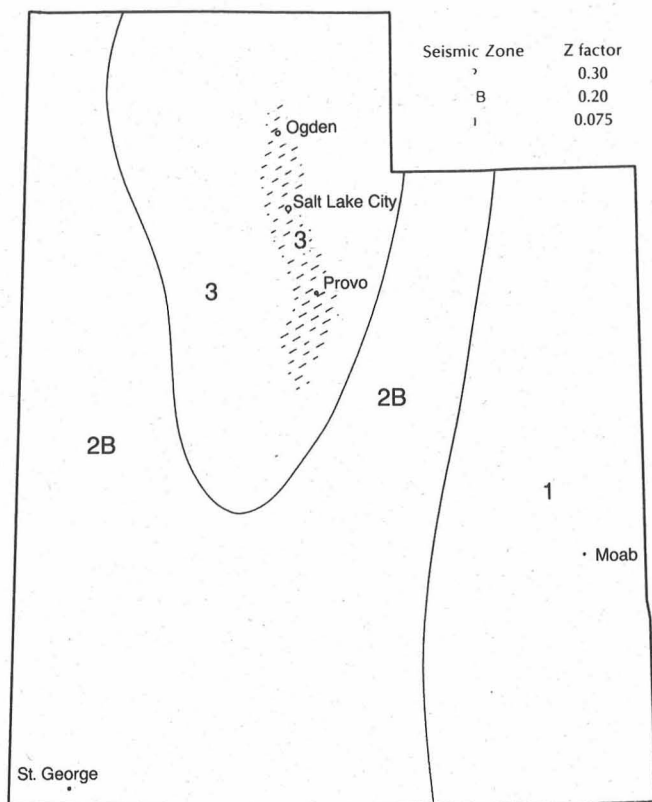 Seismic Zone Z factor
0.30
B 0.20
0.075
Ogden
Salt Lake City
3
Provo
3
2B
2B
1
Moab
St. George